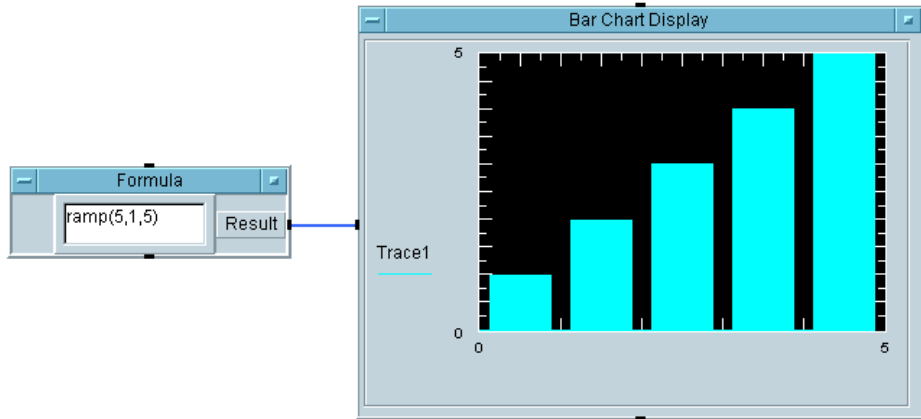 Bar Chart Display
5
Formula
ramp(5,1,5)
Result
Trace1
0
0
5